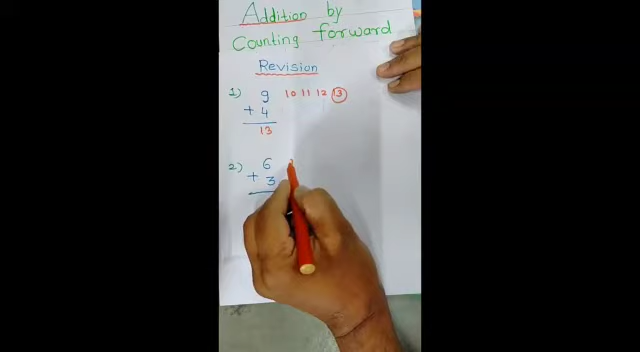 Addition by
Counting forward
Revision
1) 9 10 11 12 13
+ 4
13
2) 6
+ 3